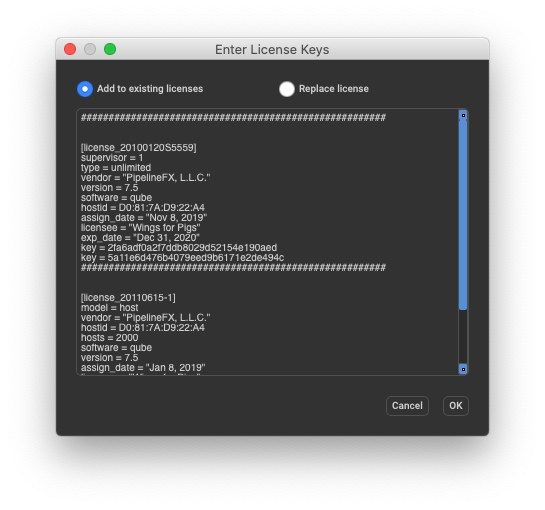 Enter License Keys
Add to existing licenses
Replace license
##########################################################
[license_20100120S5559]
supervisor = 1
type = unlimited
vendor = "PipelineFX, L.L.C."
version = 7.5
software = qube
hostid = D0:81:7A:D9:22:A4
assign_date = "Nov 8, 2019"
licensee = "Wings for Pigs"
exp_date = "Dec 31, 2020"
key = 2fa6adf0a2f7ddb8029d52154e190aed
key = 5a11e6d476b4079eed9b6171e2de494c
##########################################################
[license_20110615-1]
model = host
vendor = "PipelineFX, L.L.C."
hostid = D0:81:7A:D9:22:A4
hosts = 2000
software = qube
version = 7.5
assign_date = "Jan 8, 2019"
Cancel
OK